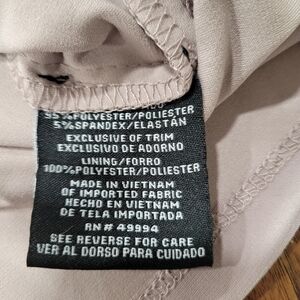 95%POLYESTER/POLIESTER
5%SPANDEX/ELASTAN
EXCLUSIVE OF TRIM
EXCLUSIVO DE ADORNO
LINING/FORRO
100%POLYESTER/POLIESTER
MADE IN VIETNAM
OF IMPORTED FABRIC
HECHO EN VIETNAM
DE TELA IMPORTADA
RN# 49994
SEE REVERSE FOR CARE
VER AL DORSO PARA CUIDADO